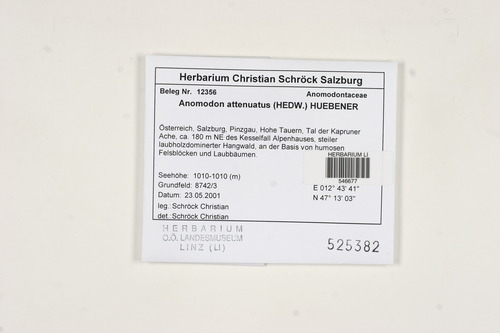 Herbarium Christian Schröck Salzburg
Beleg Nr. 12356 Anomodontaceae
Anomodon attenuatus (HEDW.) HUEBENER
Österreich, Salzburg, Pinzgau, Hohe Tauern, Tal der Kapruner
Ache, ca. 180 m NE des Kesselfall Alpenhauses, steiler
laubholzdominerter Hangwald, an der Basis von humosen
Felsblöcken und Laubbäumen.
HERBARIUM LI
546677
Seehöhe: 1010-1010 (m)
Grundfeld: 8742/3
Datum: 23.05.2001
leg.: Schröck Christian
det.: Schröck Christian
E 012° 43' 41"
N 47° 13' 03"
HERBARIUM
O.Ö. LANDESMUSEUM
LINZ (LI)
525382